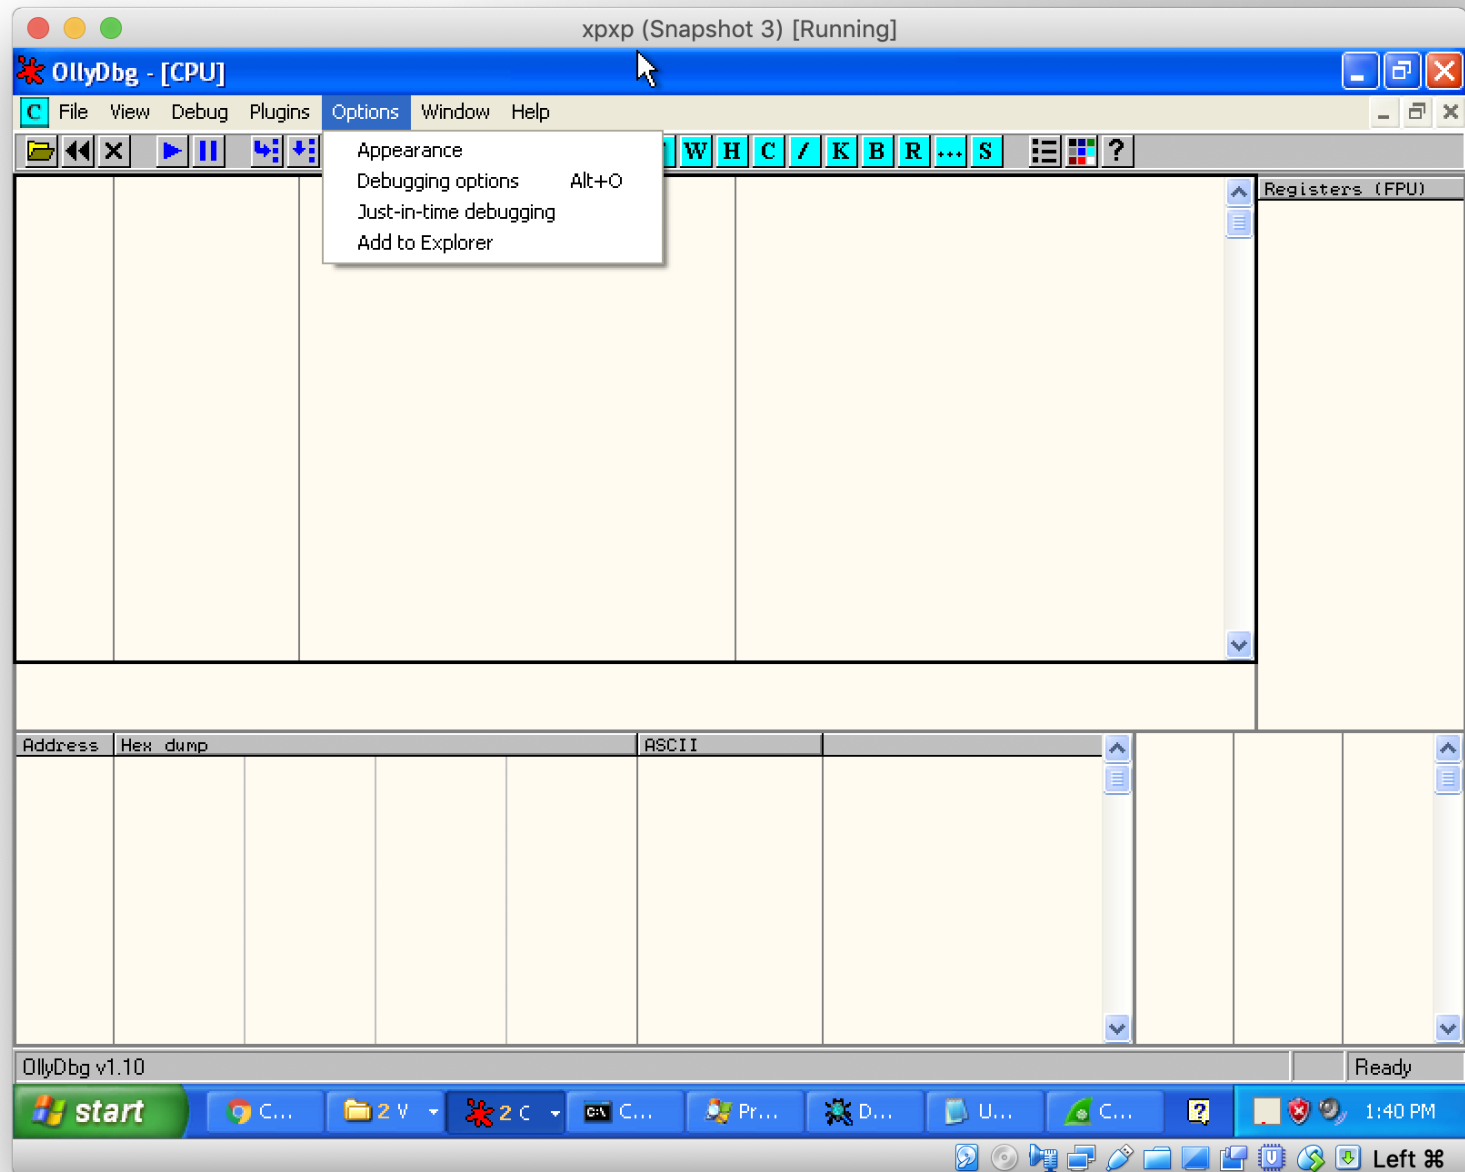 xpxp (Snapshot 3) [Running]
OllyDbg - [CPU]
C File View Debug Plugins Options Window Help
W H C / K B R ... S ?
Appearance
Debugging options Alt+O
Just-in-time debugging
Add to Explorer
Registers (FPU)
Address Hex dump ASCII
OllyDbg v1.10 Ready
start C... 2 V 2 C C... Pr... D... U... C... 1:40 PM
Left ⌘